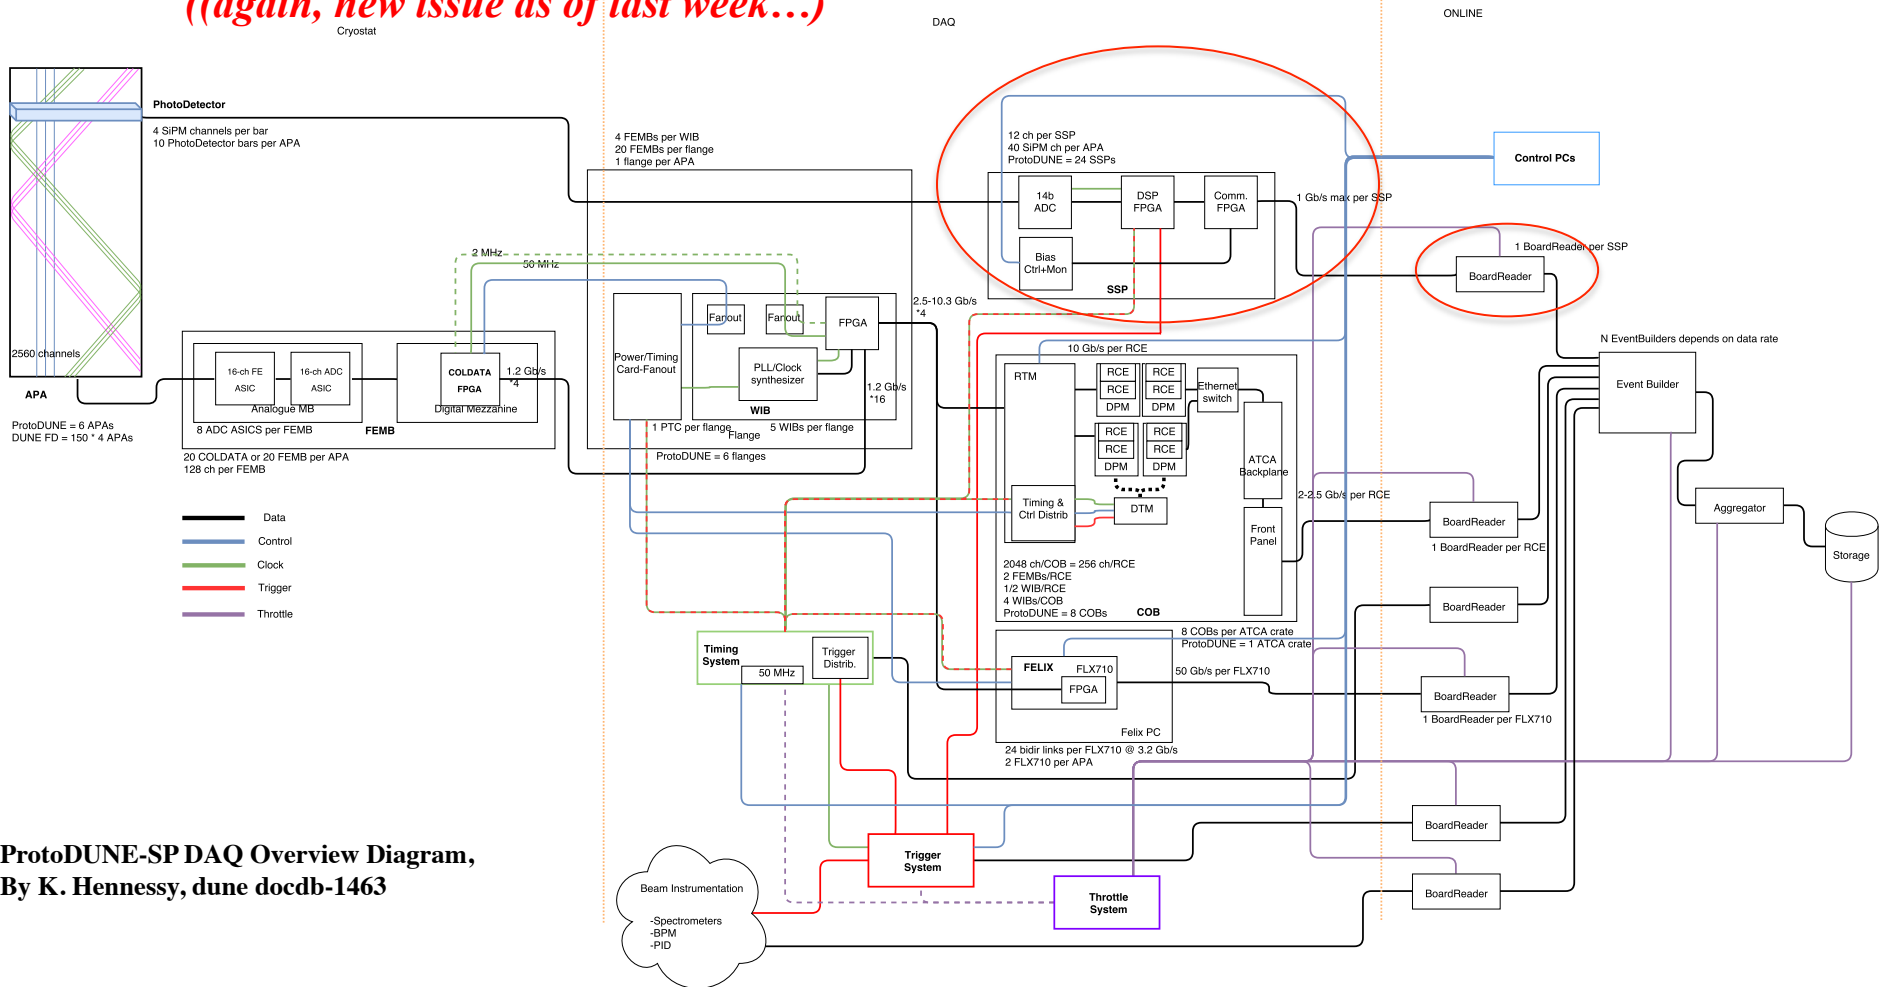 ((again, new issue as of last week…)
Cryostat
DAQ
ONLINE
PhotoDetector
4 SiPM channels per bar
10 PhotoDetector bars per APA
2560 channels
APA
ProtoDUNE = 6 APAs
DUNE FD = 150 * 4 APAs
16-ch FE
ASIC
16-ch ADC
ASIC
Analogue MB
8 ADC ASICS per FEMB
FEMB
COLDATA
FPGA
Digital Mezzanine
1.2 Gb/s
*4
20 COLDATA or 20 FEMB per APA
128 ch per FEMB
2 MHz
50 MHz
4 FEMBs per WIB
20 FEMBs per flange
1 flange per APA
Power/Timing
Card-Fanout
Fanout
Fanout
FPGA
PLL/Clock
synthesizer
WIB
1.2 Gb/s
*16
2.5-10.3 Gb/s
*4
1 PTC per flange
5 WIBs per flange
Flange
ProtoDUNE = 6 flanges
12 ch per SSP
40 SiPM ch per APA
ProtoDUNE = 24 SSPs
14b
ADC
DSP
FPGA
Comm.
FPGA
Bias
Ctrl+Mon
SSP
1 Gb/s max per SSP
Control PCs
1 BoardReader per SSP
BoardReader
10 Gb/s per RCE
RTM
RCE
RCE
DPM
RCE
RCE
DPM
RCE
RCE
DPM
RCE
RCE
DPM
Ethernet
switch
ATCA
Backplane
Timing &
Ctrl Distrib
DTM
Front
Panel
2048 ch/COB = 256 ch/RCE
2 FEMBs/RCE
1/2 WIB/RCE
4 WIBs/COB
ProtoDUNE = 8 COBs
COB
8 COBs per ATCA crate
ProtoDUNE = 1 ATCA crate
2-2.5 Gb/s per RCE
N EventBuilders depends on data rate
Event Builder
Aggregator
Storage
BoardReader
1 BoardReader per RCE
BoardReader
Data
Control
Clock
Trigger
Throttle
Timing
System
50 MHz
Trigger
Distrib.
FELIX
FLX710
FPGA
Felix PC
50 Gb/s per FLX710
24 bidir links per FLX710 @ 3.2 Gb/s
2 FLX710 per APA
BoardReader
1 BoardReader per FLX710
BoardReader
BoardReader
Trigger
System
Throttle
System
Beam Instrumentation
-Spectrometers
-BPM
-PID
ProtoDUNE-SP DAQ Overview Diagram,
By K. Hennessy, dune docdb-1463